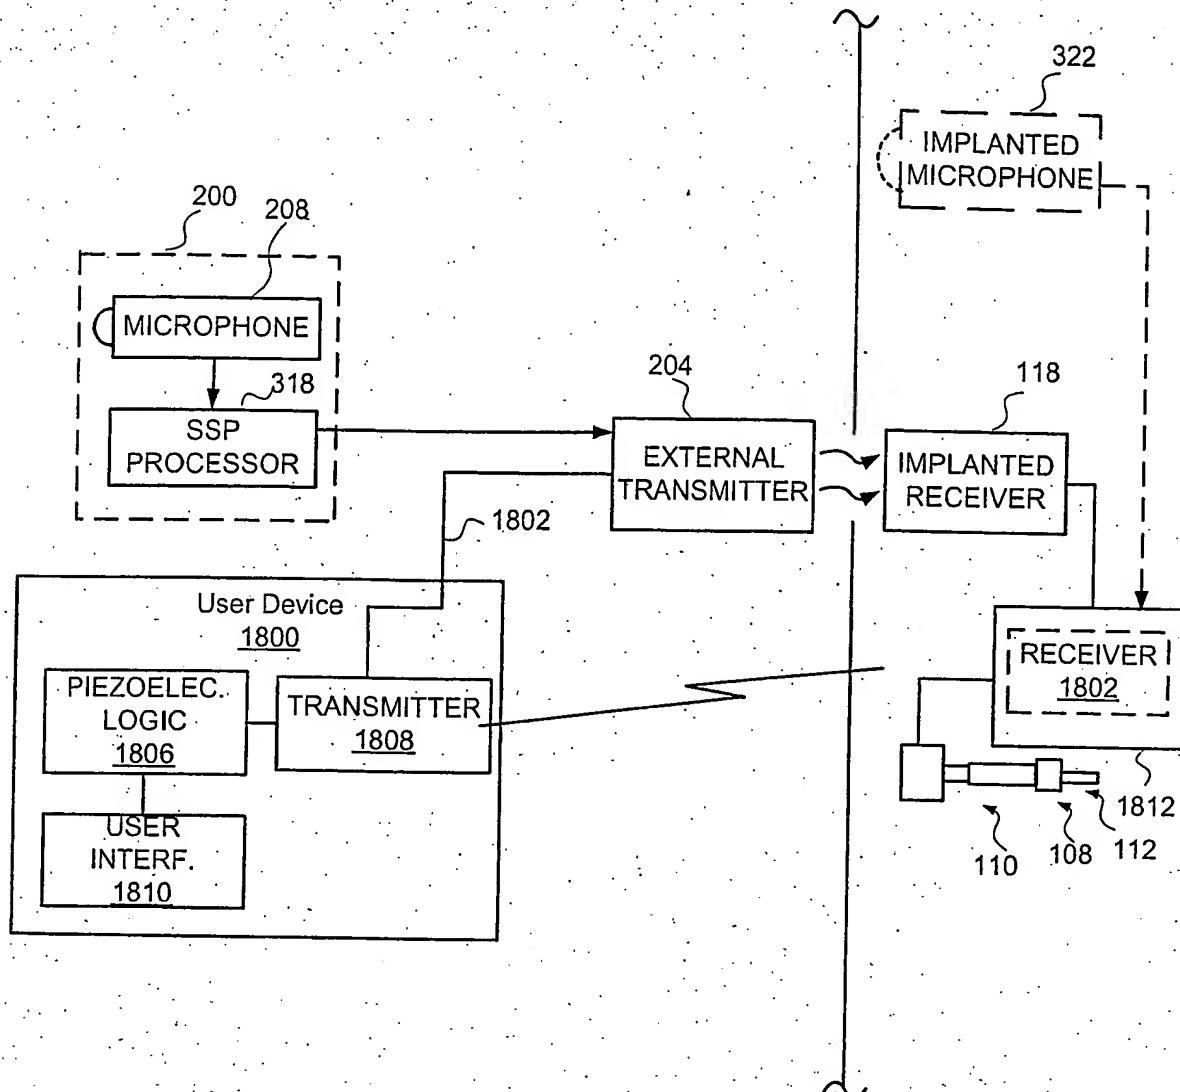 322
IMPLANTED
MICROPHONE
200
208
MICROPHONE
318
SSP
PROCESSOR
204
EXTERNAL
TRANSMITTER
118
IMPLANTED
RECEIVER
1802
User Device
1800
PIEZOELEC.
LOGIC
1806
TRANSMITTER
1808
USER
INTERF.
1810
RECEIVER
1802
1812
110
108
112